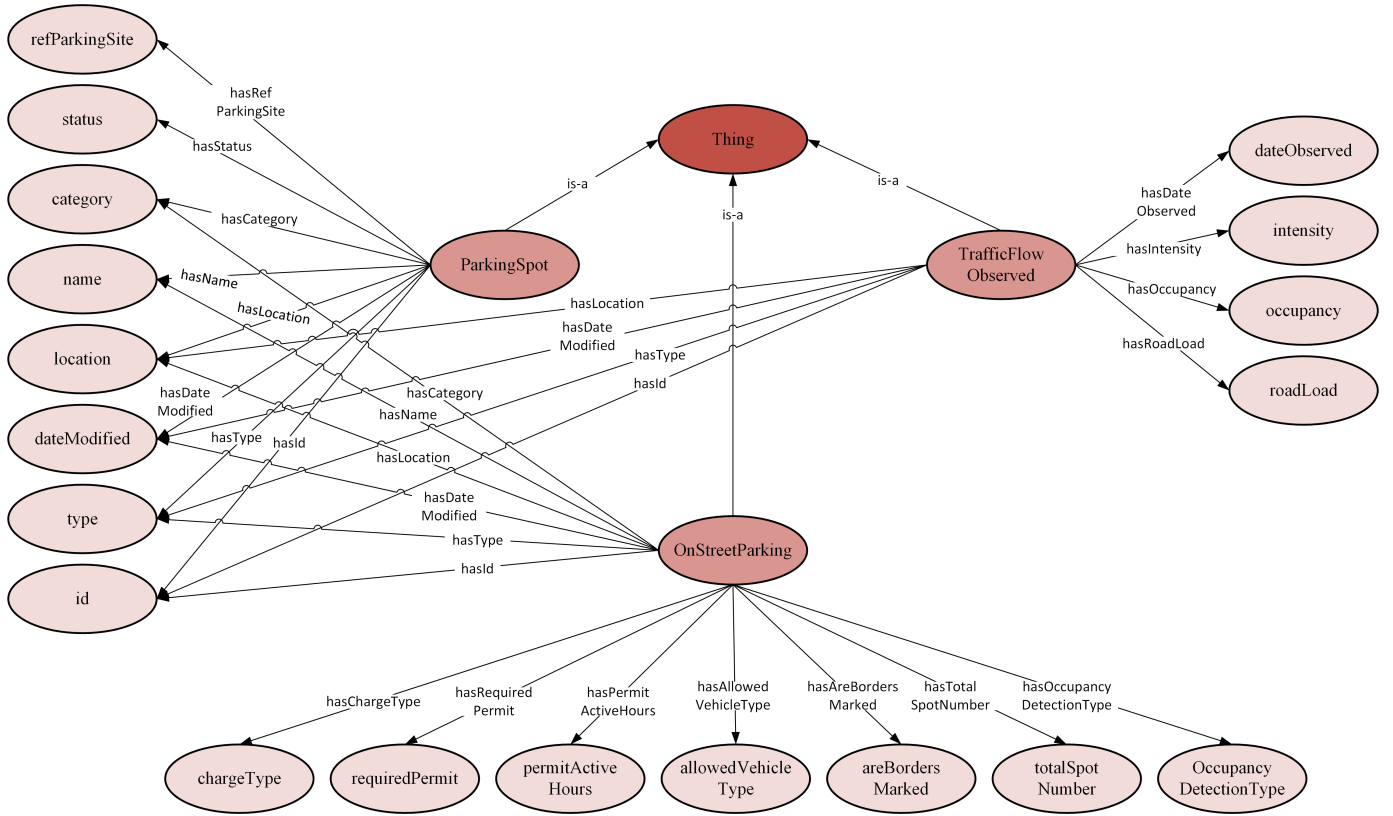 refParkingSite
hasRef
ParkingSite
status
hasStatus
category
hasCategory
name
hasName
location
hasLocation
dateModified
hasDate
Modified
type
hasType
id
hasId
Thing
is-a
is-a
is-a
ParkingSpot
TrafficFlow
Observed
hasLocation
hasDate
Modified
hasType
hasId
dateObserved
hasDate
Observed
intensity
hasIntensity
occupancy
hasOccupancy
roadLoad
hasRoadLoad
hasCategory
hasName
hasLocation
hasDate
Modified
hasType
hasId
OnStreetParking
hasChargeType
hasRequired
Permit
hasPermit
ActiveHours
hasAllowed
VehicleType
hasAreBorders
Marked
hasTotal
SpotNumber
hasOccupancy
DetectionType
chargeType
requiredPermit
permitActive
Hours
allowedVehicle
Type
areBorders
Marked
totalSpot
Number
Occupancy
DetectionType